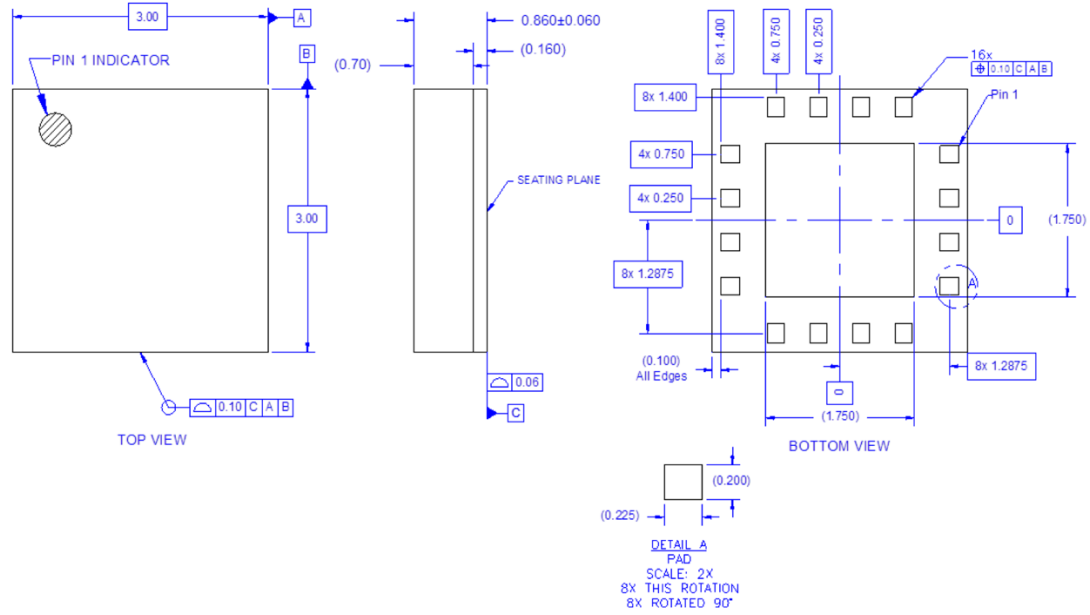 3.00
A
B
PIN 1 INDICATOR
3.00
0.10 C A B
TOP VIEW
0.860±0.060
(0.160)
(0.70)
SEATING PLANE
0.06
C
8x 1.400
4x 0.750
4x 0.250
16x
⌖ 0.10 C A B
Pin 1
8x 1.400
4x 0.750
4x 0.250
0
(1.750)
8x 1.2875
A
(0.100)
All Edges
8x 1.2875
0
(1.750)
BOTTOM VIEW
(0.200)
(0.225)
DETAIL A
PAD
SCALE: 2X
8X THIS ROTATION
8X ROTATED 90°